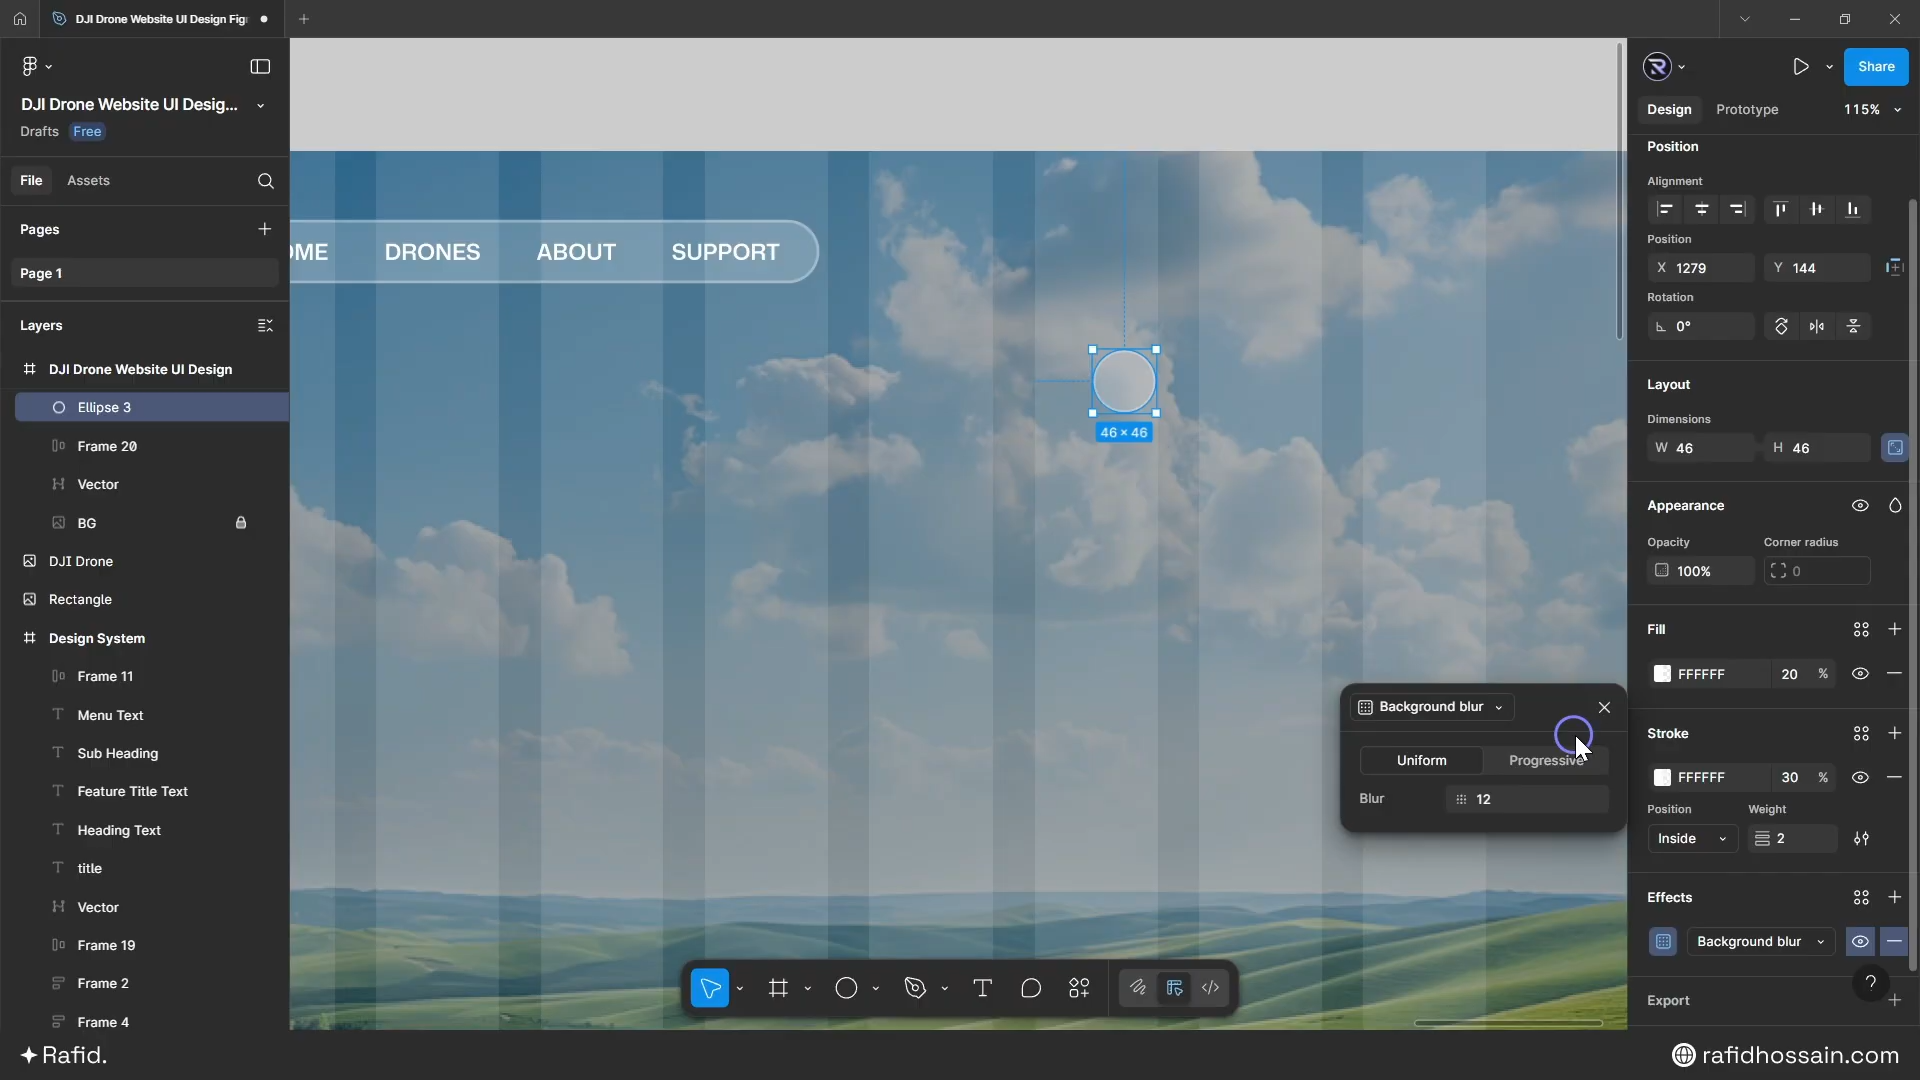 DJI Drone Website UI Design Fig
DJI Drone Website UI Desig...
Drafts Free
File Assets
Pages
Page 1
Layers
DJI Drone Website UI Design
Ellipse 3
Frame 20
Vector
BG
DJI Drone
Rectangle
Design System
Frame 11
Menu Text
Sub Heading
Feature Title Text
Heading Text
title
Vector
Frame 19
Frame 2
Frame 4
OME DRONES ABOUT SUPPORT
46 × 46
Background blur
Uniform Progressive
Blur 12
Share
Design Prototype 115%
Position
Alignment
Position
X 1279 Y 144
Rotation
0°
Layout
Dimensions
W 46 H 46
Appearance
Opacity Corner radius
100% 0
Fill
FFFFFF 20 %
Stroke
FFFFFF 30 %
Position Weight
Inside 2
Effects
Background blur
?
Export
Rafid.
rafidhossain.com